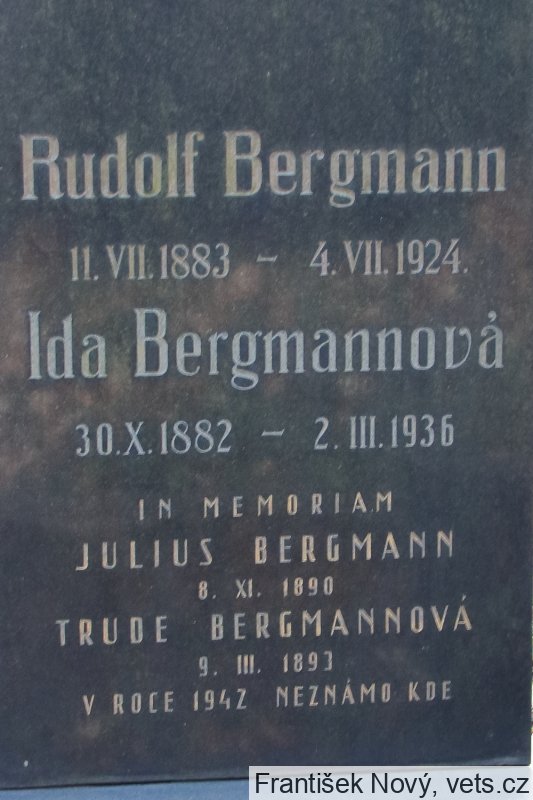 Rudolf Bergmann
11. VII. 1883 – 4. VII. 1924.
Ida Bergmannová
30. X. 1882 – 2. III. 1936
IN MEMORIAM
JULIUS BERGMANN
8. XI. 1890
TRUDE BERGMANNOVÁ
9. III. 1893
V ROCE 1942 NEZNÁMO KDE
František Nový, vets.cz